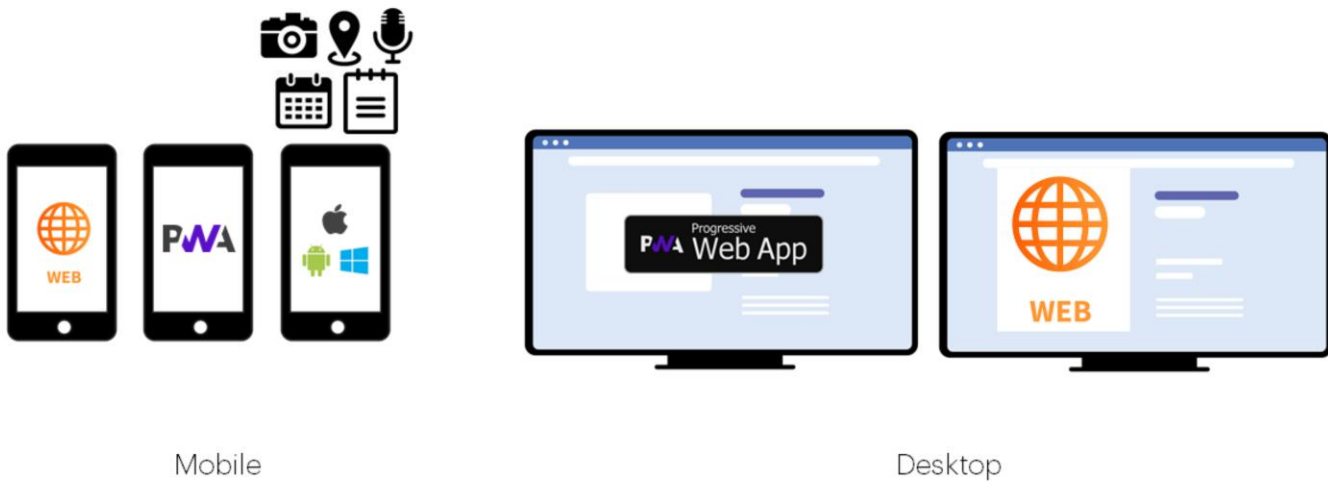 WEB
PWA
PWA Progressive
Web App
WEB
Mobile
Desktop